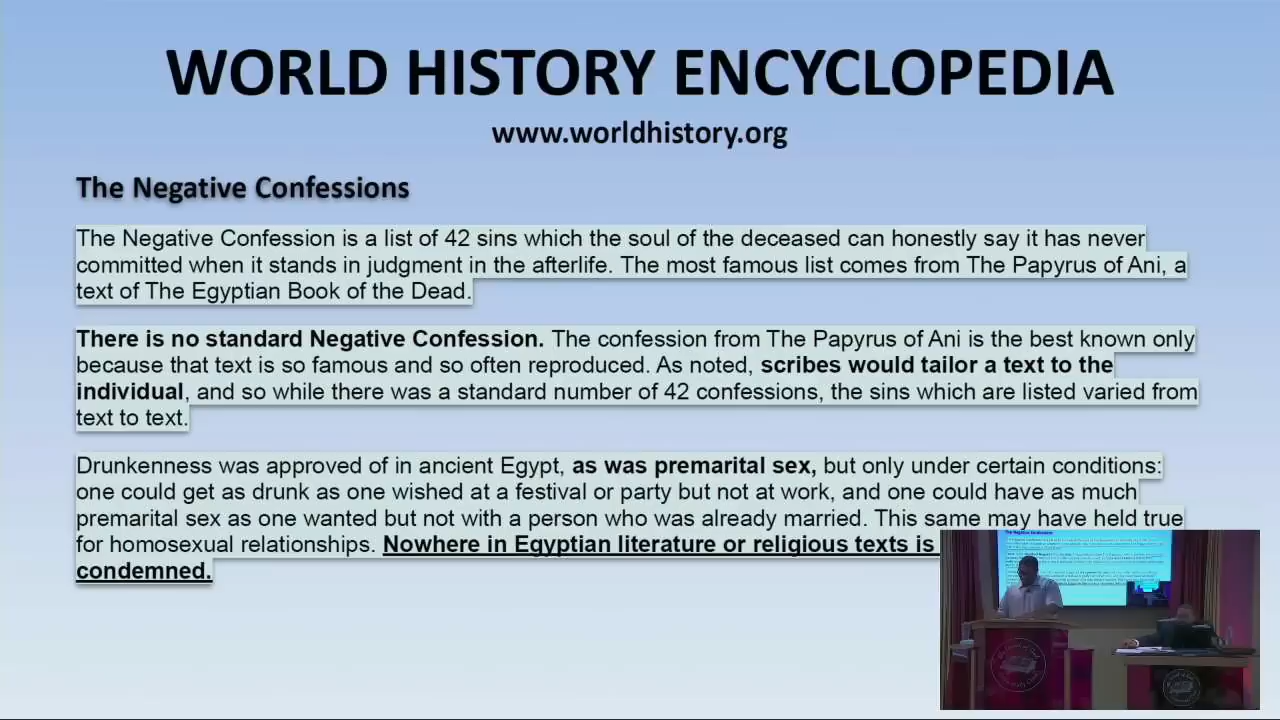 WORLD HISTORY ENCYCLOPEDIA
www.worldhistory.org
The Negative Confessions
The Negative Confession is a list of 42 sins which the soul of the deceased can honestly say it has never
committed when it stands in judgment in the afterlife. The most famous list comes from The Papyrus of Ani, a
text of The Egyptian Book of the Dead.
There is no standard Negative Confession. The confession from The Papyrus of Ani is the best known only
because that text is so famous and so often reproduced. As noted, scribes would tailor a text to the
individual, and so while there was a standard number of 42 confessions, the sins which are listed varied from
text to text.
Drunkenness was approved of in ancient Egypt, as was premarital sex, but only under certain conditions:
one could get as drunk as one wished at a festival or party but not at work, and one could have as much
premarital sex as one wanted but not with a person who was already married. This same may have held true
for homosexual relationships. Nowhere in Egyptian literature or religious texts is
condemned.
The Negative Confessions